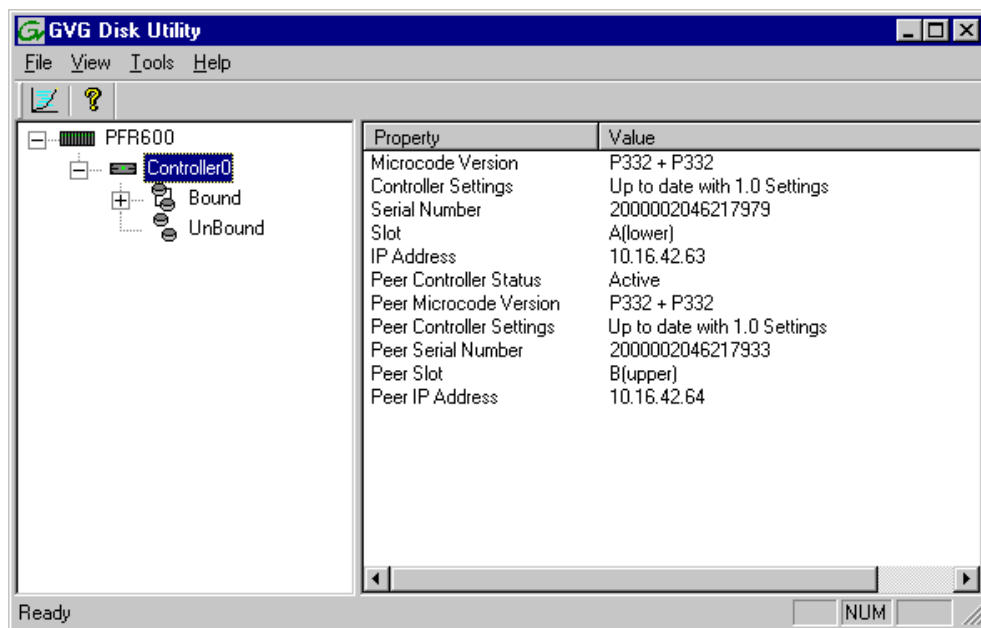 GVG Disk Utility
File View Tools Help
PFR600
Controller0
Bound
UnBound
Property Value
Microcode Version P332 + P332
Controller Settings Up to date with 1.0 Settings
Serial Number 2000002046217979
Slot A(lower)
IP Address 10.16.42.63
Peer Controller Status Active
Peer Microcode Version P332 + P332
Peer Controller Settings Up to date with 1.0 Settings
Peer Serial Number 2000002046217933
Peer Slot B(upper)
Peer IP Address 10.16.42.64
Ready NUM